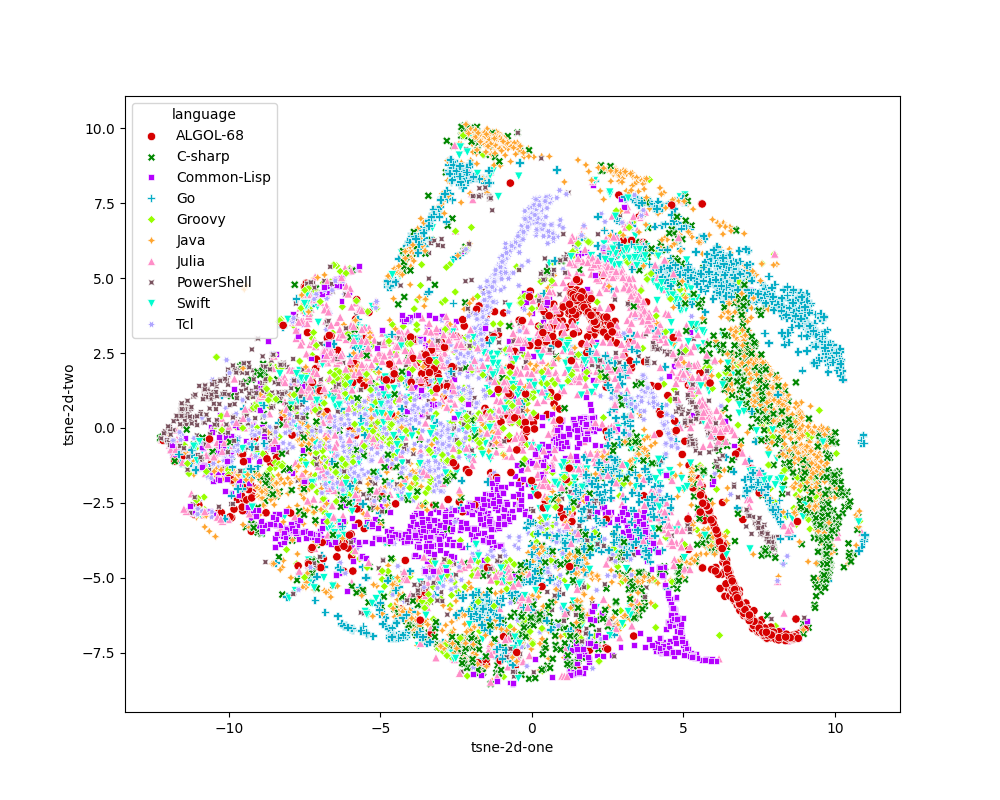 language
ALGOL-68
C-sharp
Common-Lisp
Go
Groovy
Java
Julia
PowerShell
Swift
Tcl
10.0
7.5
5.0
2.5
0.0
−2.5
−5.0
−7.5
tsne-2d-two
−10
−5
0
5
10
tsne-2d-one